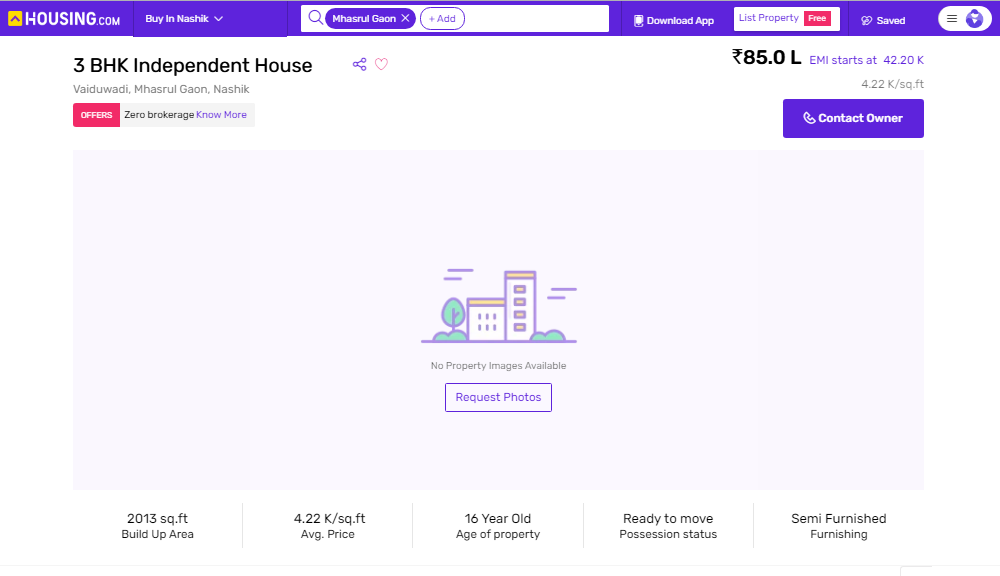 HOUSING.COM
Buy In Nashik
Mhasrul Gaon
+ Add
Download App
List Property Free
Saved
3 BHK Independent House
Vaiduwadi, Mhasrul Gaon, Nashik
OFFERS Zero brokerage Know More
₹85.0 L EMI starts at 42.20 K
4.22 K/sq.ft
Contact Owner
No Property Images Available
Request Photos
2013 sq.ft
Build Up Area
4.22 K/sq.ft
Avg. Price
16 Year Old
Age of property
Ready to move
Possession status
Semi Furnished
Furnishing